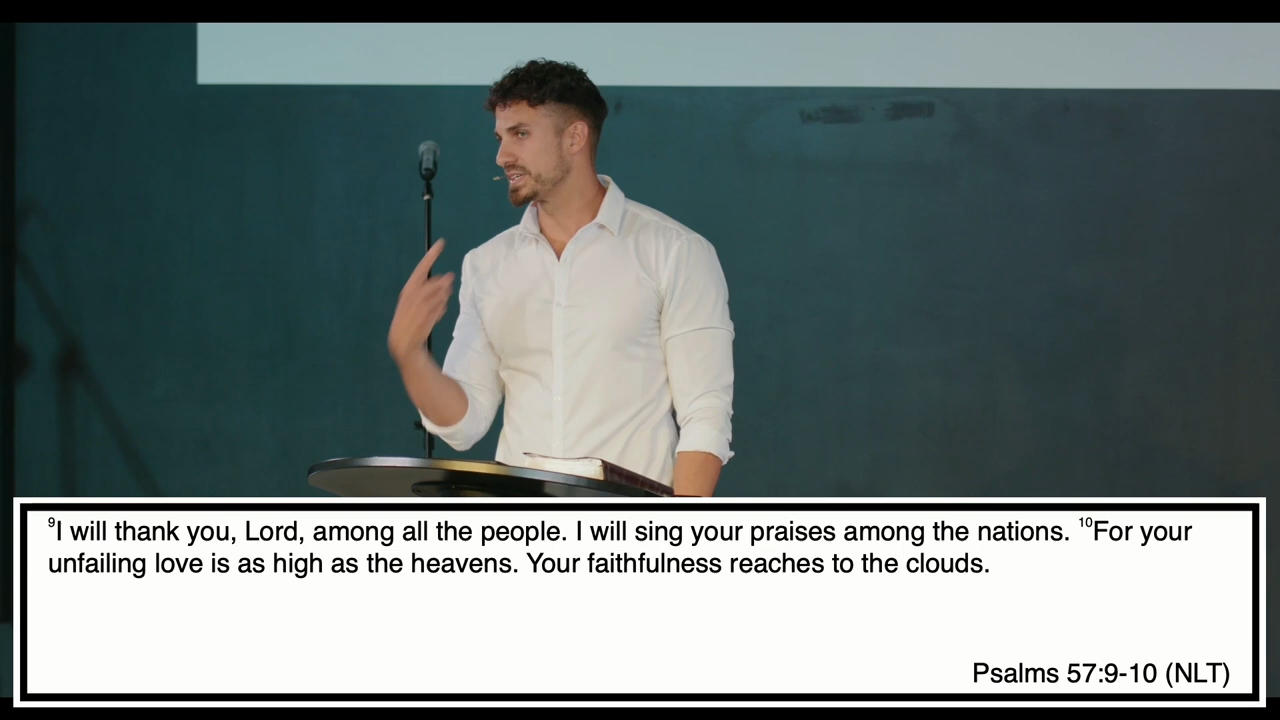 ⁹I will thank you, Lord, among all the people. I will sing your praises among the nations. ¹⁰For your
unfailing love is as high as the heavens. Your faithfulness reaches to the clouds.
Psalms 57:9-10 (NLT)